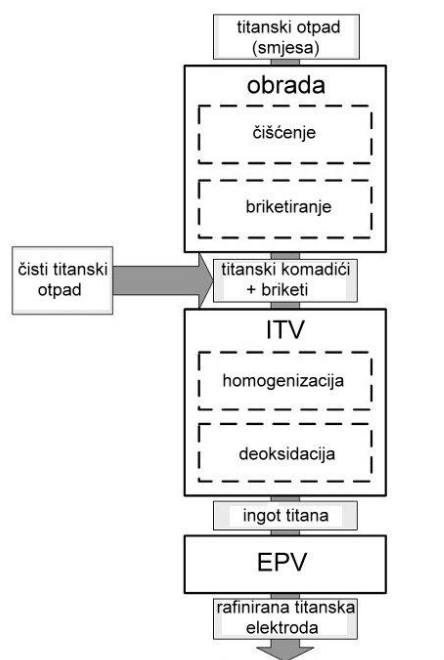 titanski otpad
(smjesa)
obrada
čišćenje
briketiranje
čisti titanski
otpad
titanski komadići
+ briketi
ITV
homogenizacija
deoksidacija
ingot titana
EPV
rafinirana titanska
elektroda